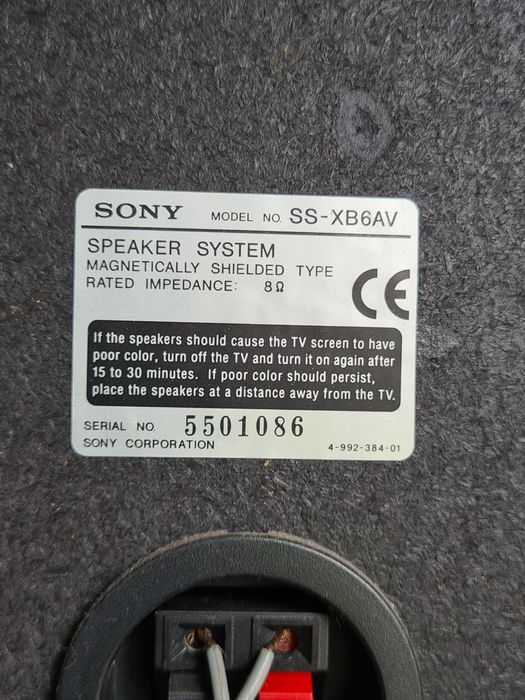 SONY MODEL NO. SS-XB6AV
SPEAKER SYSTEM
MAGNETICALLY SHIELDED TYPE
RATED IMPEDANCE: 8Ω
CE
If the speakers should cause the TV screen to have
poor color, turn off the TV and turn it on again after
15 to 30 minutes. If poor color should persist,
place the speakers at a distance away from the TV.
SERIAL NO. 5501086
SONY CORPORATION 4-992-384-01